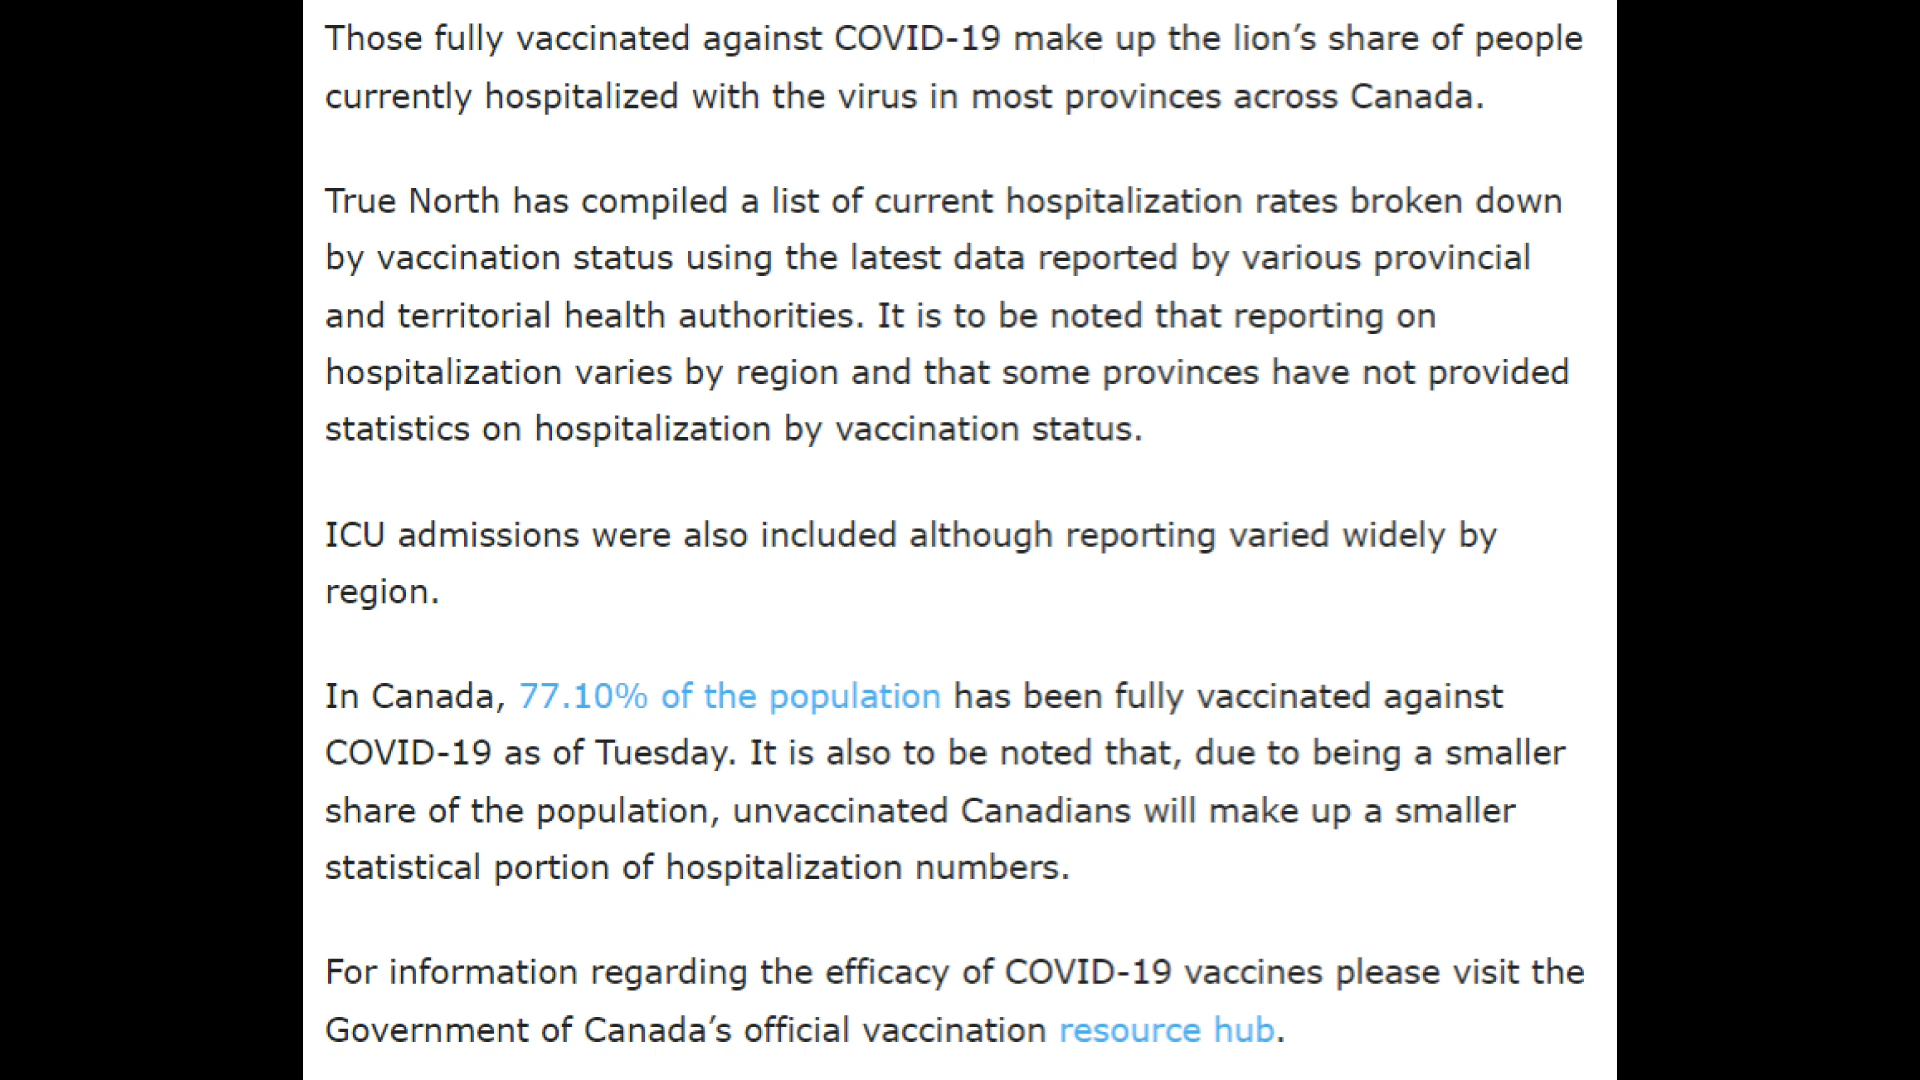 Those fully vaccinated against COVID-19 make up the lion’s share of people
currently hospitalized with the virus in most provinces across Canada.
True North has compiled a list of current hospitalization rates broken down
by vaccination status using the latest data reported by various provincial
and territorial health authorities. It is to be noted that reporting on
hospitalization varies by region and that some provinces have not provided
statistics on hospitalization by vaccination status.
ICU admissions were also included although reporting varied widely by
region.
In Canada, 77.10% of the population has been fully vaccinated against
COVID-19 as of Tuesday. It is also to be noted that, due to being a smaller
share of the population, unvaccinated Canadians will make up a smaller
statistical portion of hospitalization numbers.
For information regarding the efficacy of COVID-19 vaccines please visit the
Government of Canada’s official vaccination resource hub.